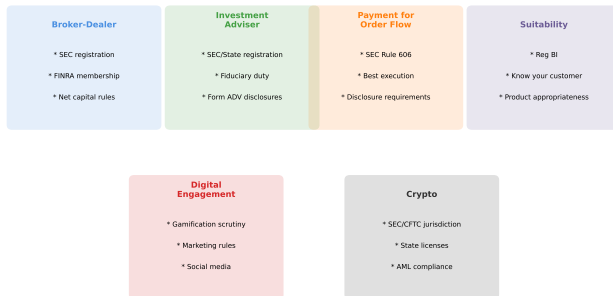 Broker-Dealer
* SEC registration
* FINRA membership
* Net capital rules
Investment
Adviser
* SEC/State registration
* Fiduciary duty
* Form ADV disclosures
Payment for
Order Flow
* SEC Rule 606
* Best execution
* Disclosure requirements
Suitability
* Reg BI
* Know your customer
* Product appropriateness
Digital
Engagement
* Gamification scrutiny
* Marketing rules
* Social media
Crypto
* SEC/CFTC jurisdiction
* State licenses
* AML compliance